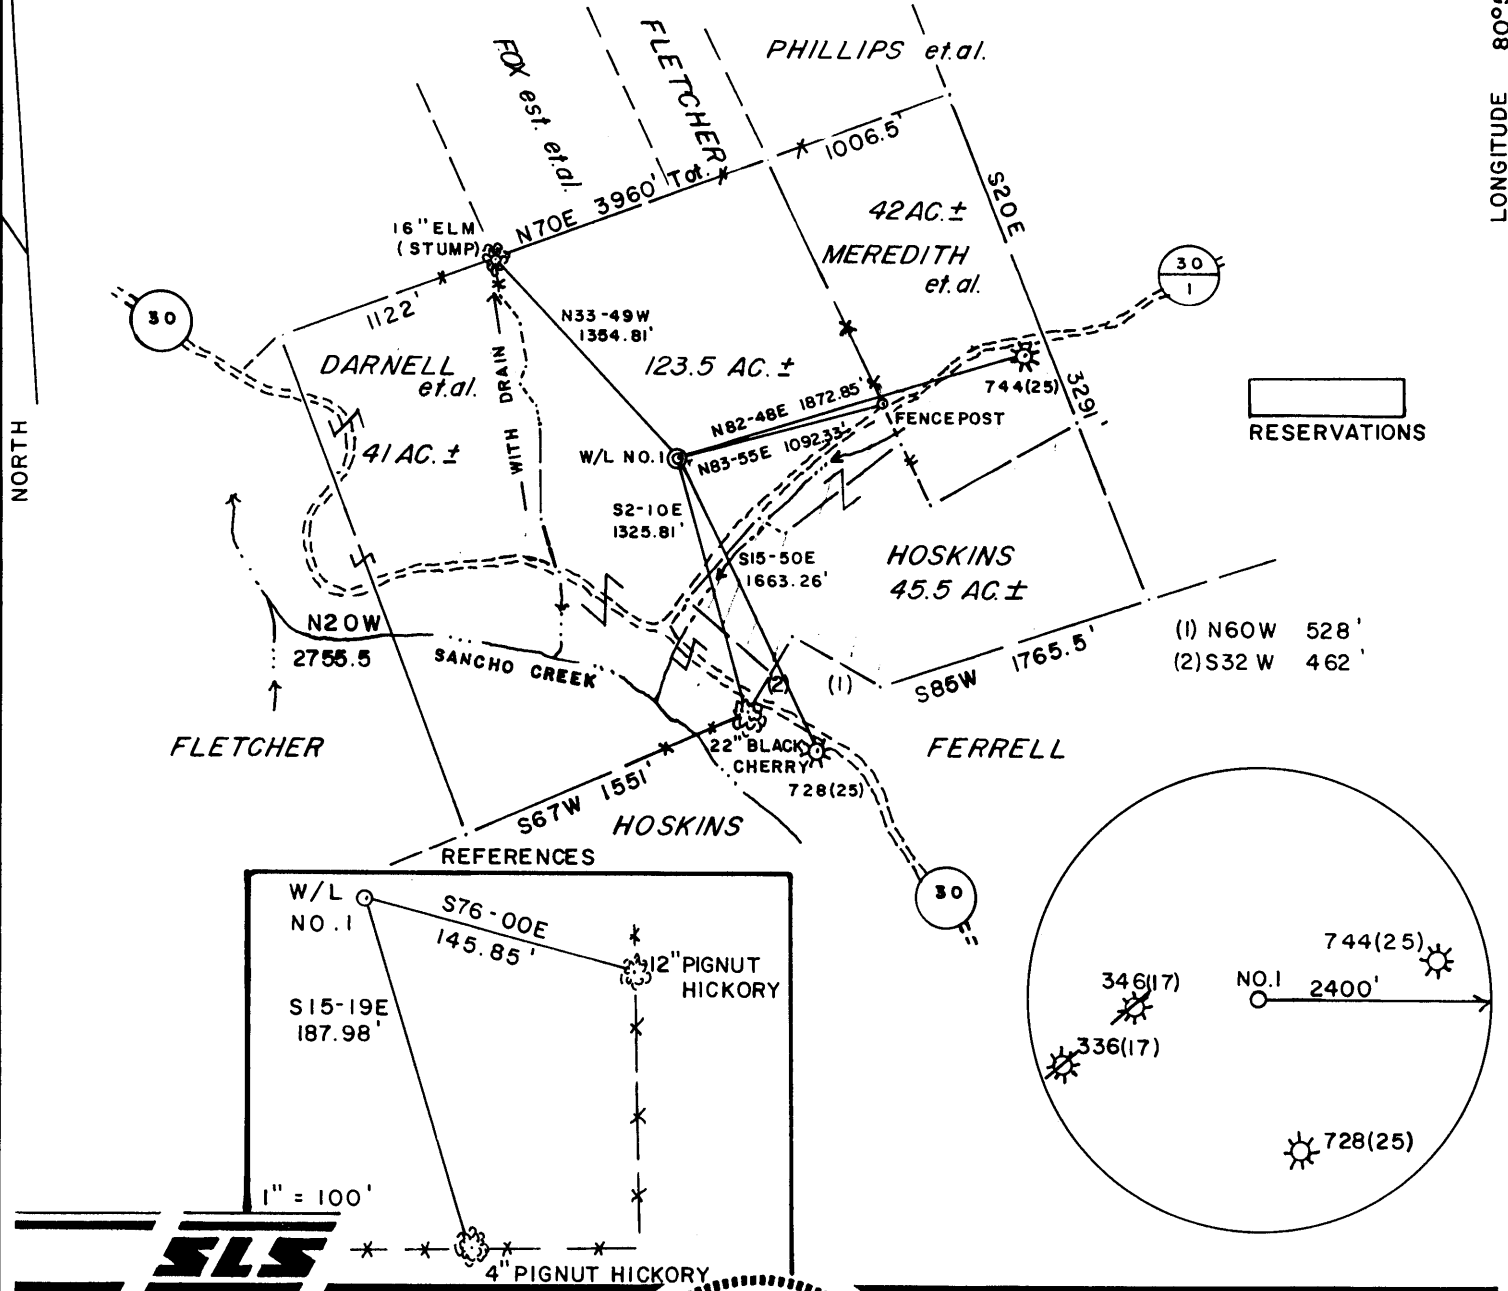 LONGITUDE 80°
NORTH
FOX est. et.al.
FLETCHER
PHILLIPS et.al.
1006.5'
N70E 3960' Tot.
16" ELM
(STUMP)
1122'
S20E
3291'
42 AC.±
MEREDITH
et.al.
30
30
1
N33-49W
1354.81'
DARNELL
et.al.
41 AC.±
WITH DRAIN
123.5 AC.±
744(25)
N82-48E 1872.85'
N83-55E 1092.33'
FENCEPOST
W/L NO.1
RESERVATIONS
S2-10E
1325.81'
S15-50E
1663.26'
HOSKINS
45.5 AC.±
N20W
2755.5
SANCHO CREEK
(1) N60W 528'
(2) S32W 462'
S85W 1765.5'
(2)
(1)
FLETCHER
22" BLACK
CHERRY
728(25)
FERRELL
S67W 1551'
HOSKINS
30
REFERENCES
W/L
NO.1
S76-00E
145.85'
12" PIGNUT
HICKORY
S15-19E
187.98'
1" = 100'
4" PIGNUT HICKORY
SLS
744(25)
346(17)
NO.1
2400'
336(17)
728(25)